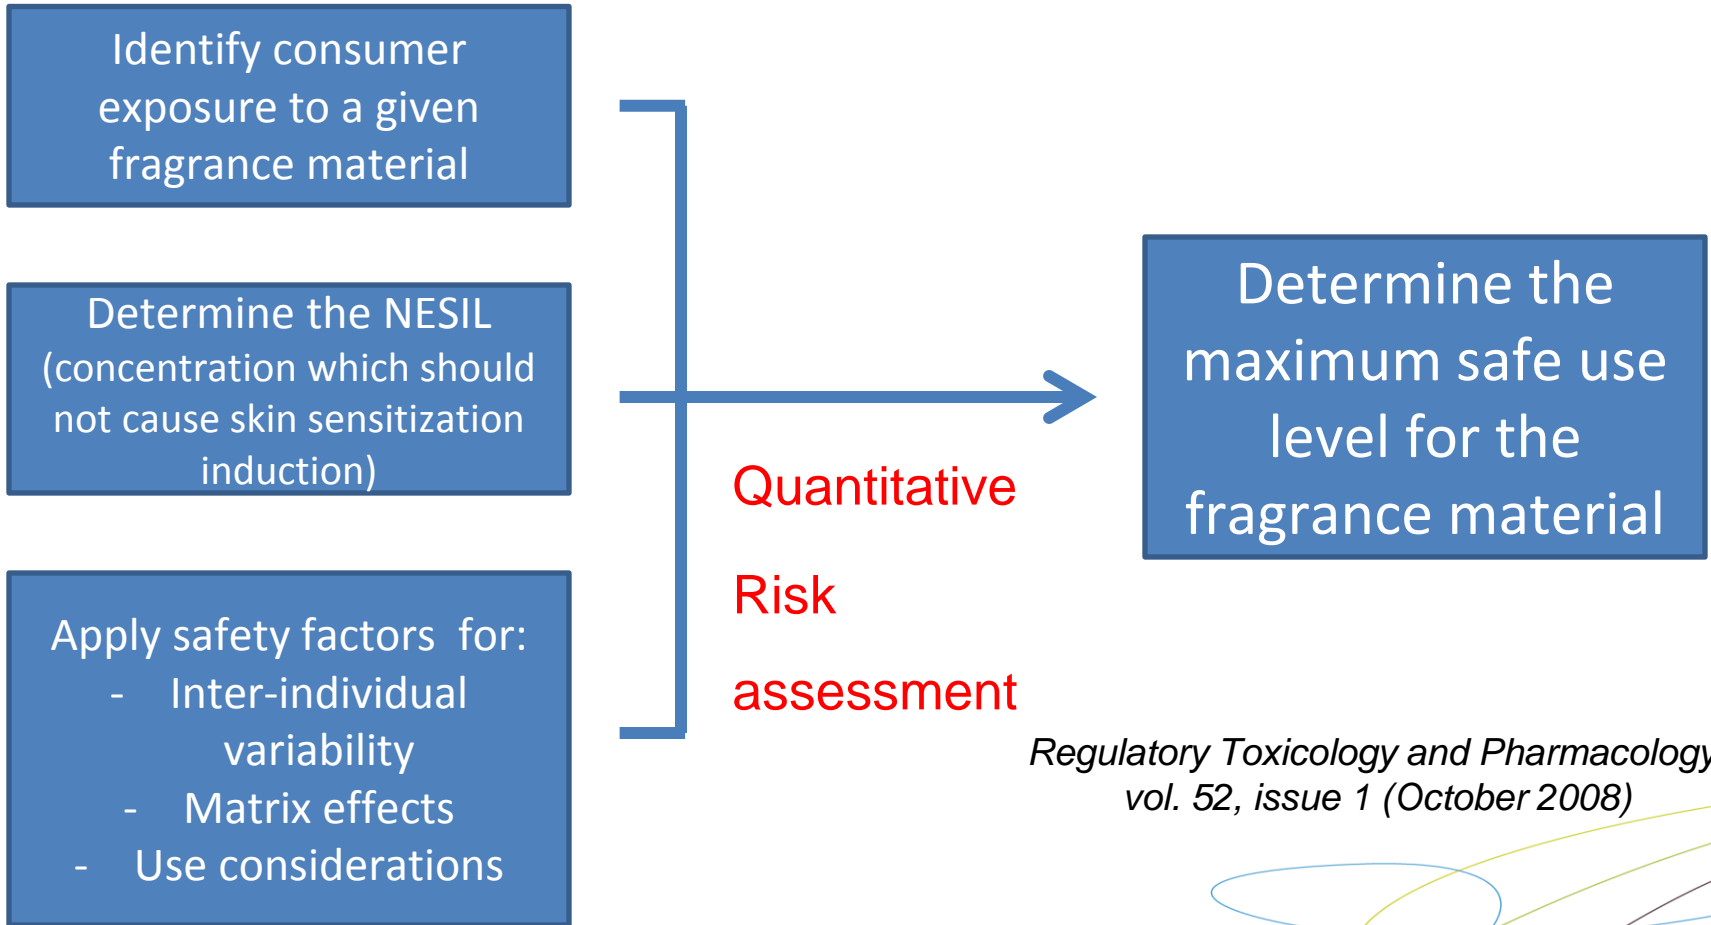 Identify consumer
exposure to a given
fragrance material
Determine the NESIL
(concentration which should
not cause skin sensitization
induction)
Apply safety factors for:
- Inter-individual
variability
- Matrix effects
- Use considerations
Quantitative
Risk
assessment
Determine the
maximum safe use
level for the
fragrance material
Regulatory Toxicology and Pharmacology
vol. 52, issue 1 (October 2008)